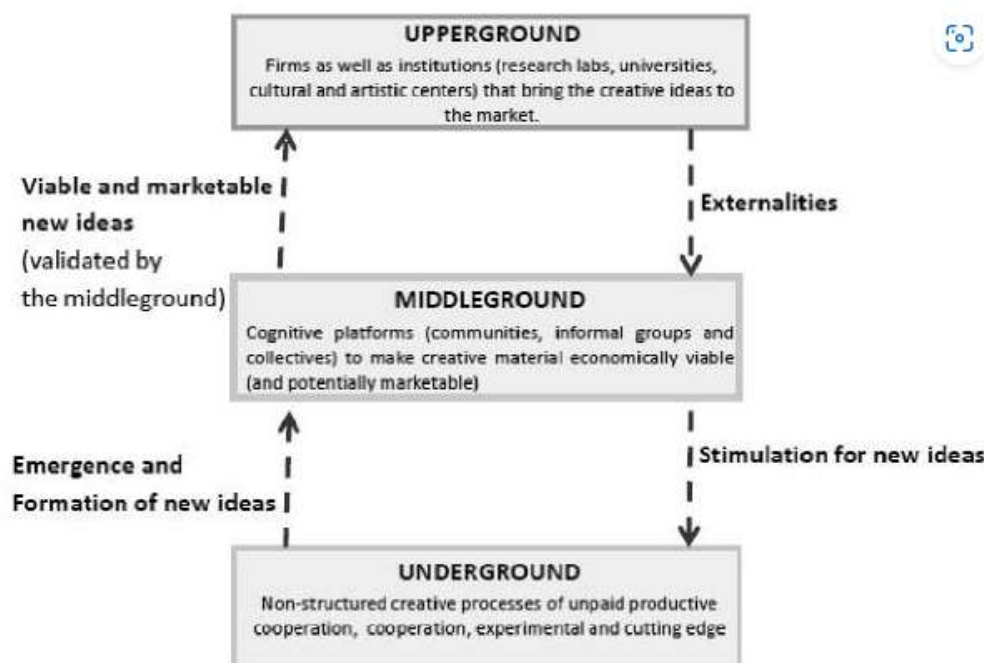 UPPERGROUND
Firms as well as institutions (research labs, universities,
cultural and artistic centers) that bring the creative ideas to
the market.
Viable and marketable
new ideas
(validated by
the middleground)
Externalities
MIDDLEGROUND
Cognitive platforms (communities, informal groups and
collectives) to make creative material economically viable
(and potentially marketable)
Emergence and
Formation of new ideas
Stimulation for new ideas
UNDERGROUND
Non-structured creative processes of unpaid productive
cooperation, cooperation, experimental and cutting edge